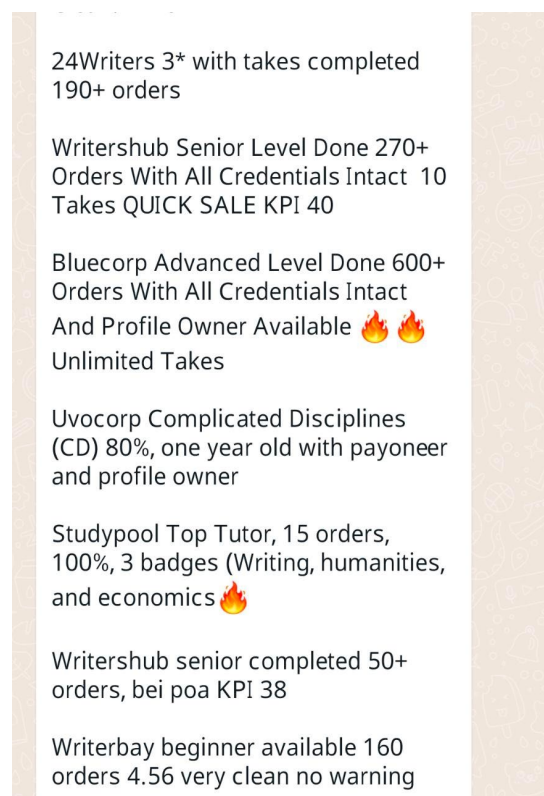 24Writers 3* with takes completed
190+ orders
Writershub Senior Level Done 270+
Orders With All Credentials Intact 10
Takes QUICK SALE KPI 40
Bluecorp Advanced Level Done 600+
Orders With All Credentials Intact
And Profile Owner Available 🔥🔥
Unlimited Takes
Uvocorp Complicated Disciplines
(CD) 80%, one year old with payoneer
and profile owner
Studypool Top Tutor, 15 orders,
100%, 3 badges (Writing, humanities,
and economics🔥
Writershub senior completed 50+
orders, bei poa KPI 38
Writerbay beginner available 160
orders 4.56 very clean no warning